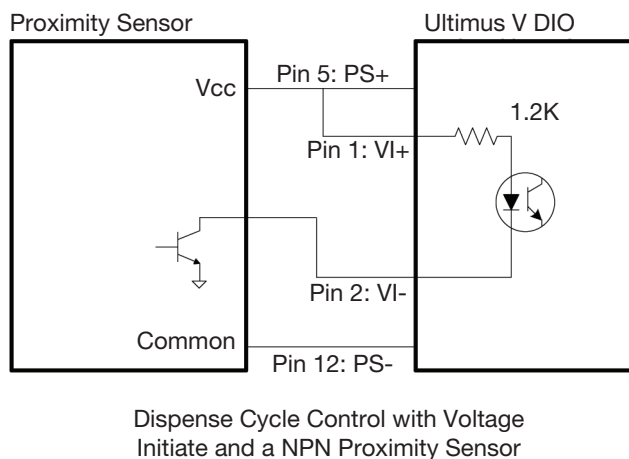 Proximity Sensor
Ultimus V DIO
Pin 5: PS+
Vcc
1.2K
Pin 1: VI+
Pin 2: VI-
Common
Pin 12: PS-
Dispense Cycle Control with Voltage
Initiate and a NPN Proximity Sensor